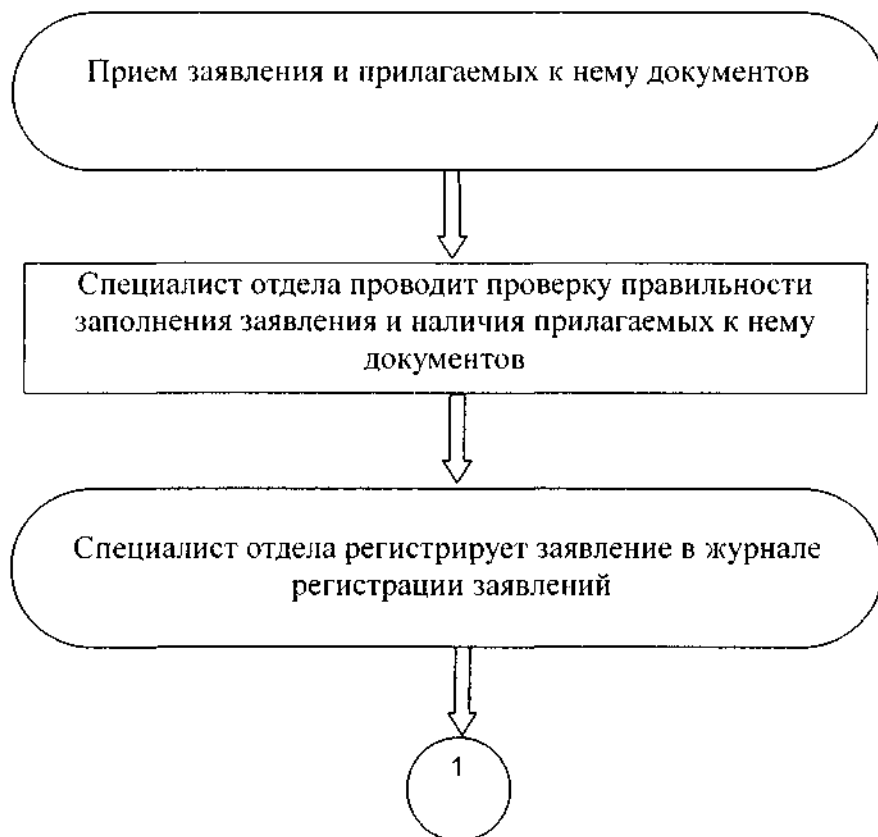 Прием заявления и прилагаемых к нему документов
Специалист отдела проводит проверку правильности
заполнения заявления и наличия прилагаемых к нему
документов
Специалист отдела регистрирует заявление в журнале
регистрации заявлений
1